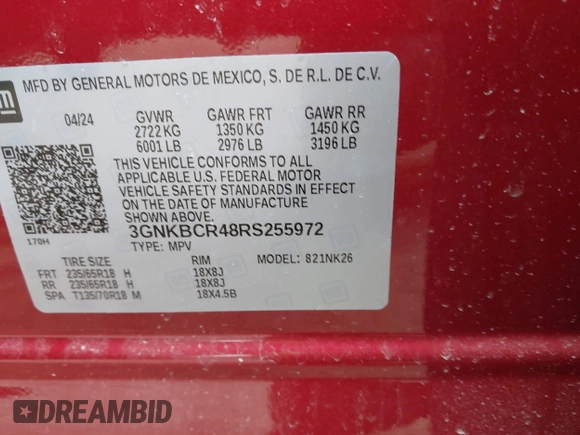 m
MFD BY GENERAL MOTORS DE MEXICO, S. DE R.L. DE C.V.
04/24 GVWR GAWR FRT GAWR RR
2722 KG 1350 KG 1450 KG
6001 LB 2976 LB 3196 LB
THIS VEHICLE CONFORMS TO ALL
APPLICABLE U.S. FEDERAL MOTOR
VEHICLE SAFETY STANDARDS IN EFFECT
ON THE DATE OF MANUFACTURE
SHOWN ABOVE.
3GNKBCR48RS255972
170H TYPE: MPV
TIRE SIZE RIM MODEL: 821NK26
FRT 235/65R18 H 18X8J
RR 235/65R18 H 18X8J
SPA T135/70R18 M 18X4.5B
DREAMBID